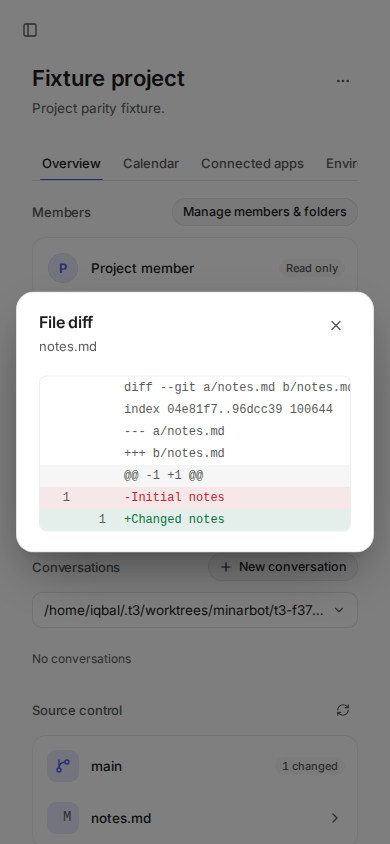 Fixture project
Project parity fixture.
Overview Calendar Connected apps Envir
Members
Manage members & folders
P
Project member
Read only
File diff
notes.md
diff --git a/notes.md b/notes.md
index 04e81f7..96dcc39 100644
--- a/notes.md
+++ b/notes.md
@@ -1 +1 @@
1 -Initial notes
1 +Changed notes
Conversations
New conversation
/home/iqbal/.t3/worktrees/minarbot/t3-f37...
No conversations
Source control
main
1 changed
M
notes.md